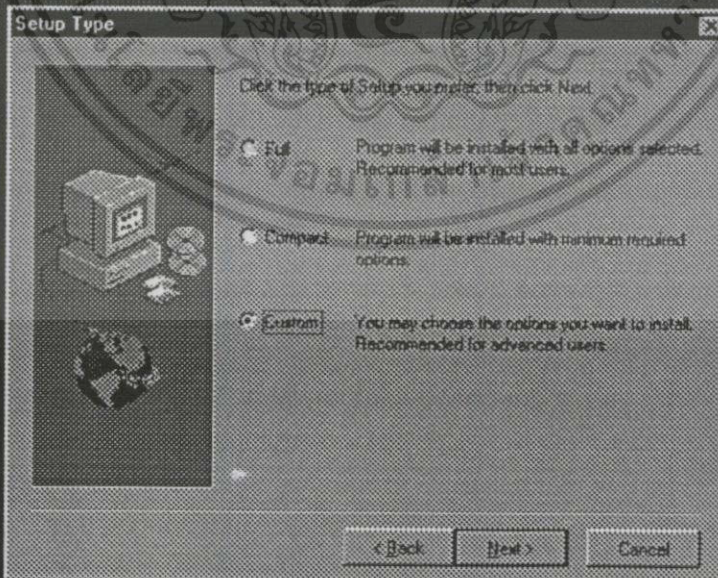 Setup Type
Click the type of Setup you prefer, then click Next.
Full
Program will be installed with all options selected.
Recommended for most users.
Compact
Program will be installed with minimum required
options.
Custom
You may choose the options you want to install.
Recommended for advanced users
< Back
Next >
Cancel